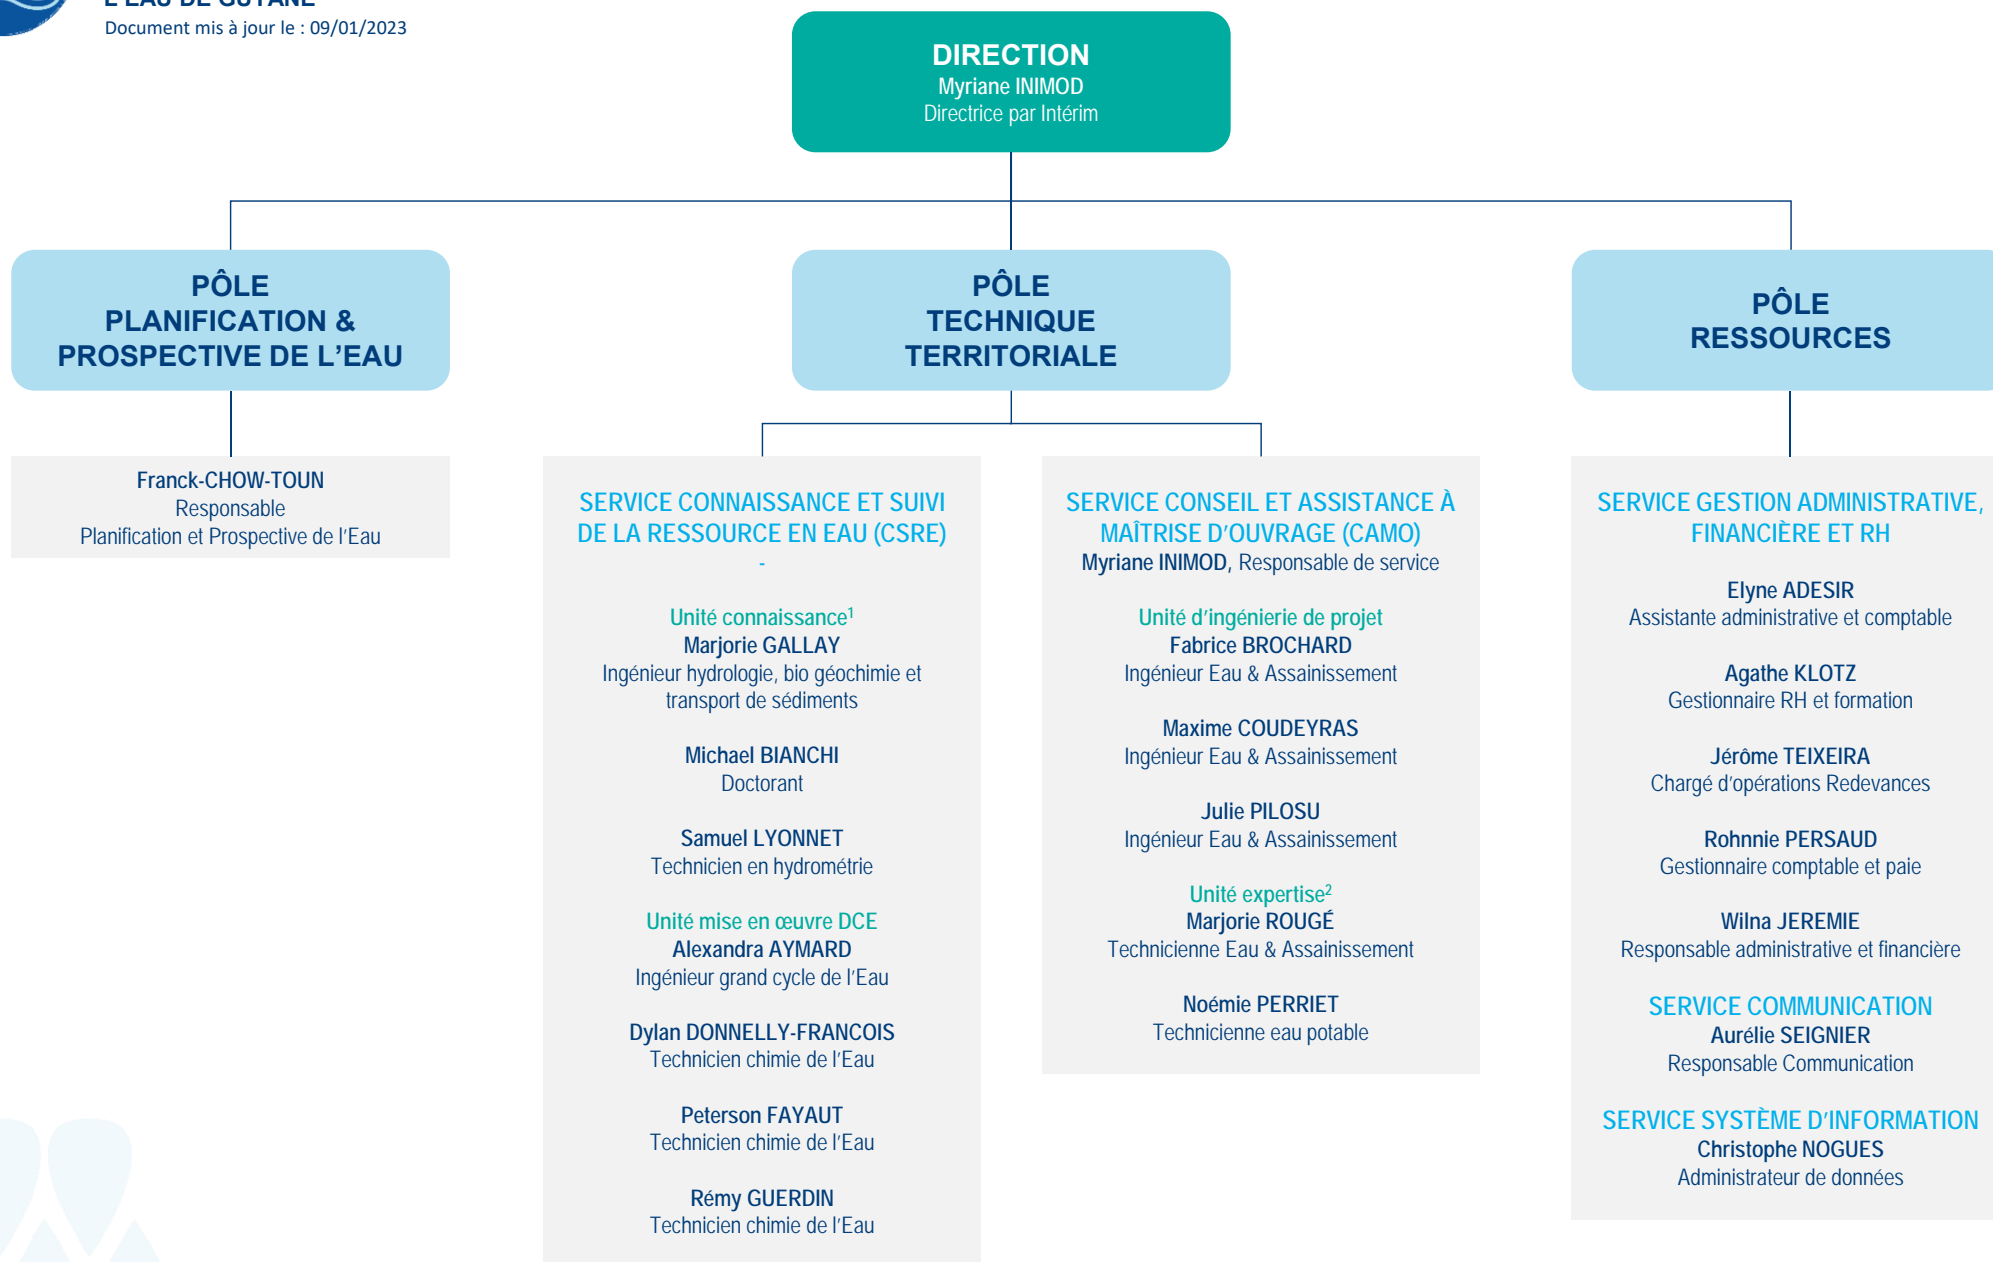 L'EAU DE GUYANE
Document mis à jour le : 09/01/2023
DIRECTION
Myriane INIMOD
Directrice par Intérim
PÔLE
PLANIFICATION &
PROSPECTIVE DE L'EAU
Franck-CHOW-TOUN
Responsable
Planification et Prospective de l'Eau
PÔLE
TECHNIQUE
TERRITORIALE
SERVICE CONNAISSANCE ET SUIVI
DE LA RESSOURCE EN EAU (CSRE)
-
Unité connaissance¹
Marjorie GALLAY
Ingénieur hydrologie, bio géochimie et
transport de sédiments
Michael BIANCHI
Doctorant
Samuel LYONNET
Technicien en hydrométrie
Unité mise en œuvre DCE
Alexandra AYMARD
Ingénieur grand cycle de l'Eau
Dylan DONNELLY-FRANCOIS
Technicien chimie de l'Eau
Peterson FAYAUT
Technicien chimie de l'Eau
Rémy GUERDIN
Technicien chimie de l'Eau
SERVICE CONSEIL ET ASSISTANCE À
MAÎTRISE D'OUVRAGE (CAMO)
Myriane INIMOD, Responsable de service
Unité d'ingénierie de projet
Fabrice BROCHARD
Ingénieur Eau & Assainissement
Maxime COUDEYRAS
Ingénieur Eau & Assainissement
Julie PILOSU
Ingénieur Eau & Assainissement
Unité expertise²
Marjorie ROUGÉ
Technicienne Eau & Assainissement
Noémie PERRIET
Technicienne eau potable
PÔLE
RESSOURCES
SERVICE GESTION ADMINISTRATIVE,
FINANCIÈRE ET RH
Elyne ADESIR
Assistante administrative et comptable
Agathe KLOTZ
Gestionnaire RH et formation
Jérôme TEIXEIRA
Chargé d'opérations Redevances
Rohnnie PERSAUD
Gestionnaire comptable et paie
Wilna JEREMIE
Responsable administrative et financière
SERVICE COMMUNICATION
Aurélie SEIGNIER
Responsable Communication
SERVICE SYSTÈME D'INFORMATION
Christophe NOGUES
Administrateur de données